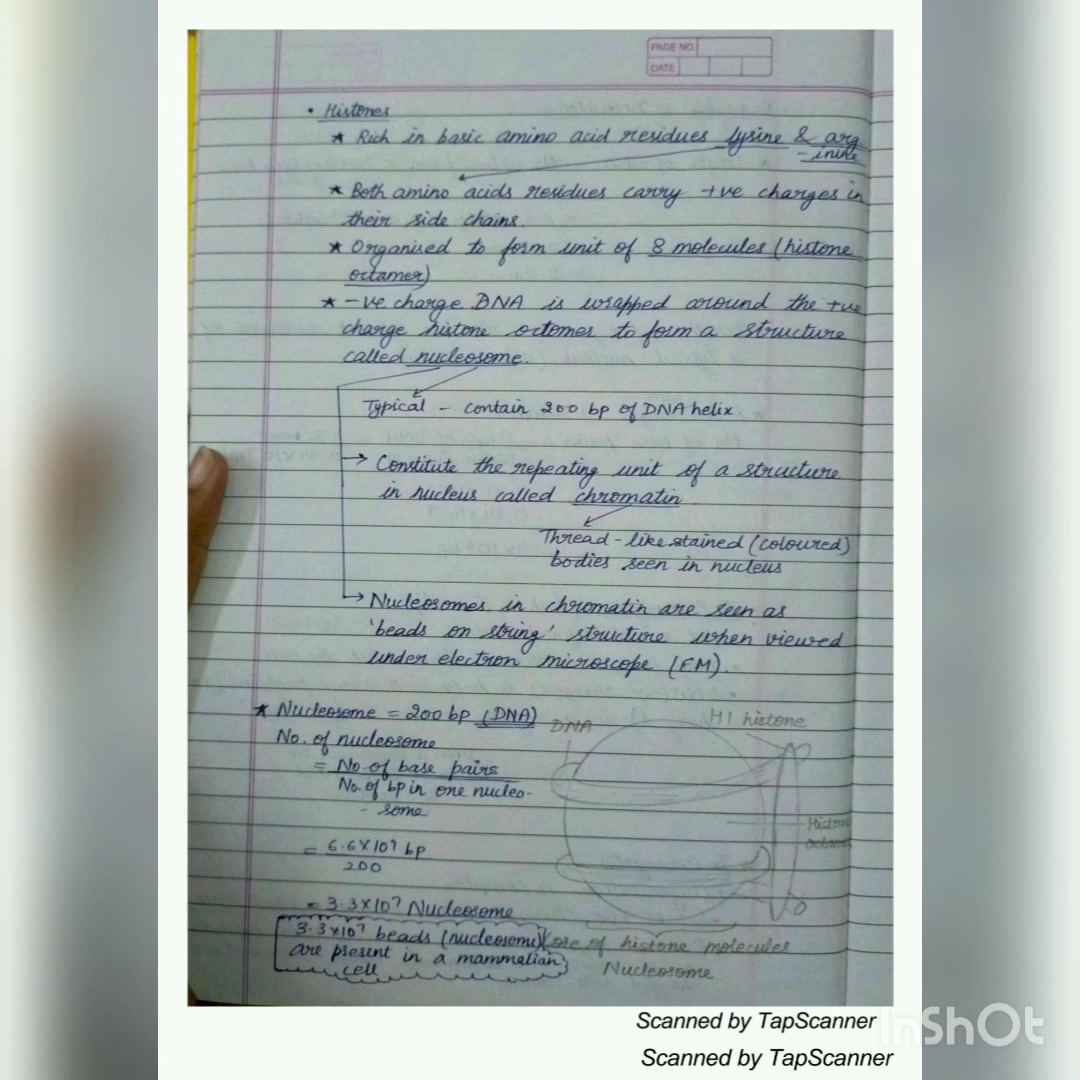 PAGE NO.
DATE
• Histones
★ Rich in basic amino acid residues lysine & arg
- inine
★ Both amino acids residues carry +ve charges in
their side chains.
★ Organised to form unit of 8 molecules (histone
octamer)
★ -ve charge DNA is wrapped around the +ve
charge histone octomes to form a structure
called nucleosome.
Typical - contain 200 bp of DNA helix
→ Constitute the repeating unit of a structure
in nucleus called chromatin
Thread - like stained (coloured)
bodies seen in nucleus
→ Nucleosomes in chromatin are seen as
'beads on string' structure when viewed
under electron microscope (EM).
★ Nucleosome = 200 bp (DNA)
No. of nucleosome
= No. of base pairs
No. of bp in one nucleo-
- some
= 6.6 X 10⁹ bp
200
= 3.3 X 10⁷ Nucleosome
3.3 X 10⁷ beads (nucleosome)
are present in a mammalian
cell
DNA
H1 histone
Histone
Octam
Core of histone molecules
Nucleosome
Scanned by TapScanner
Scanned by TapScanner
InShOt